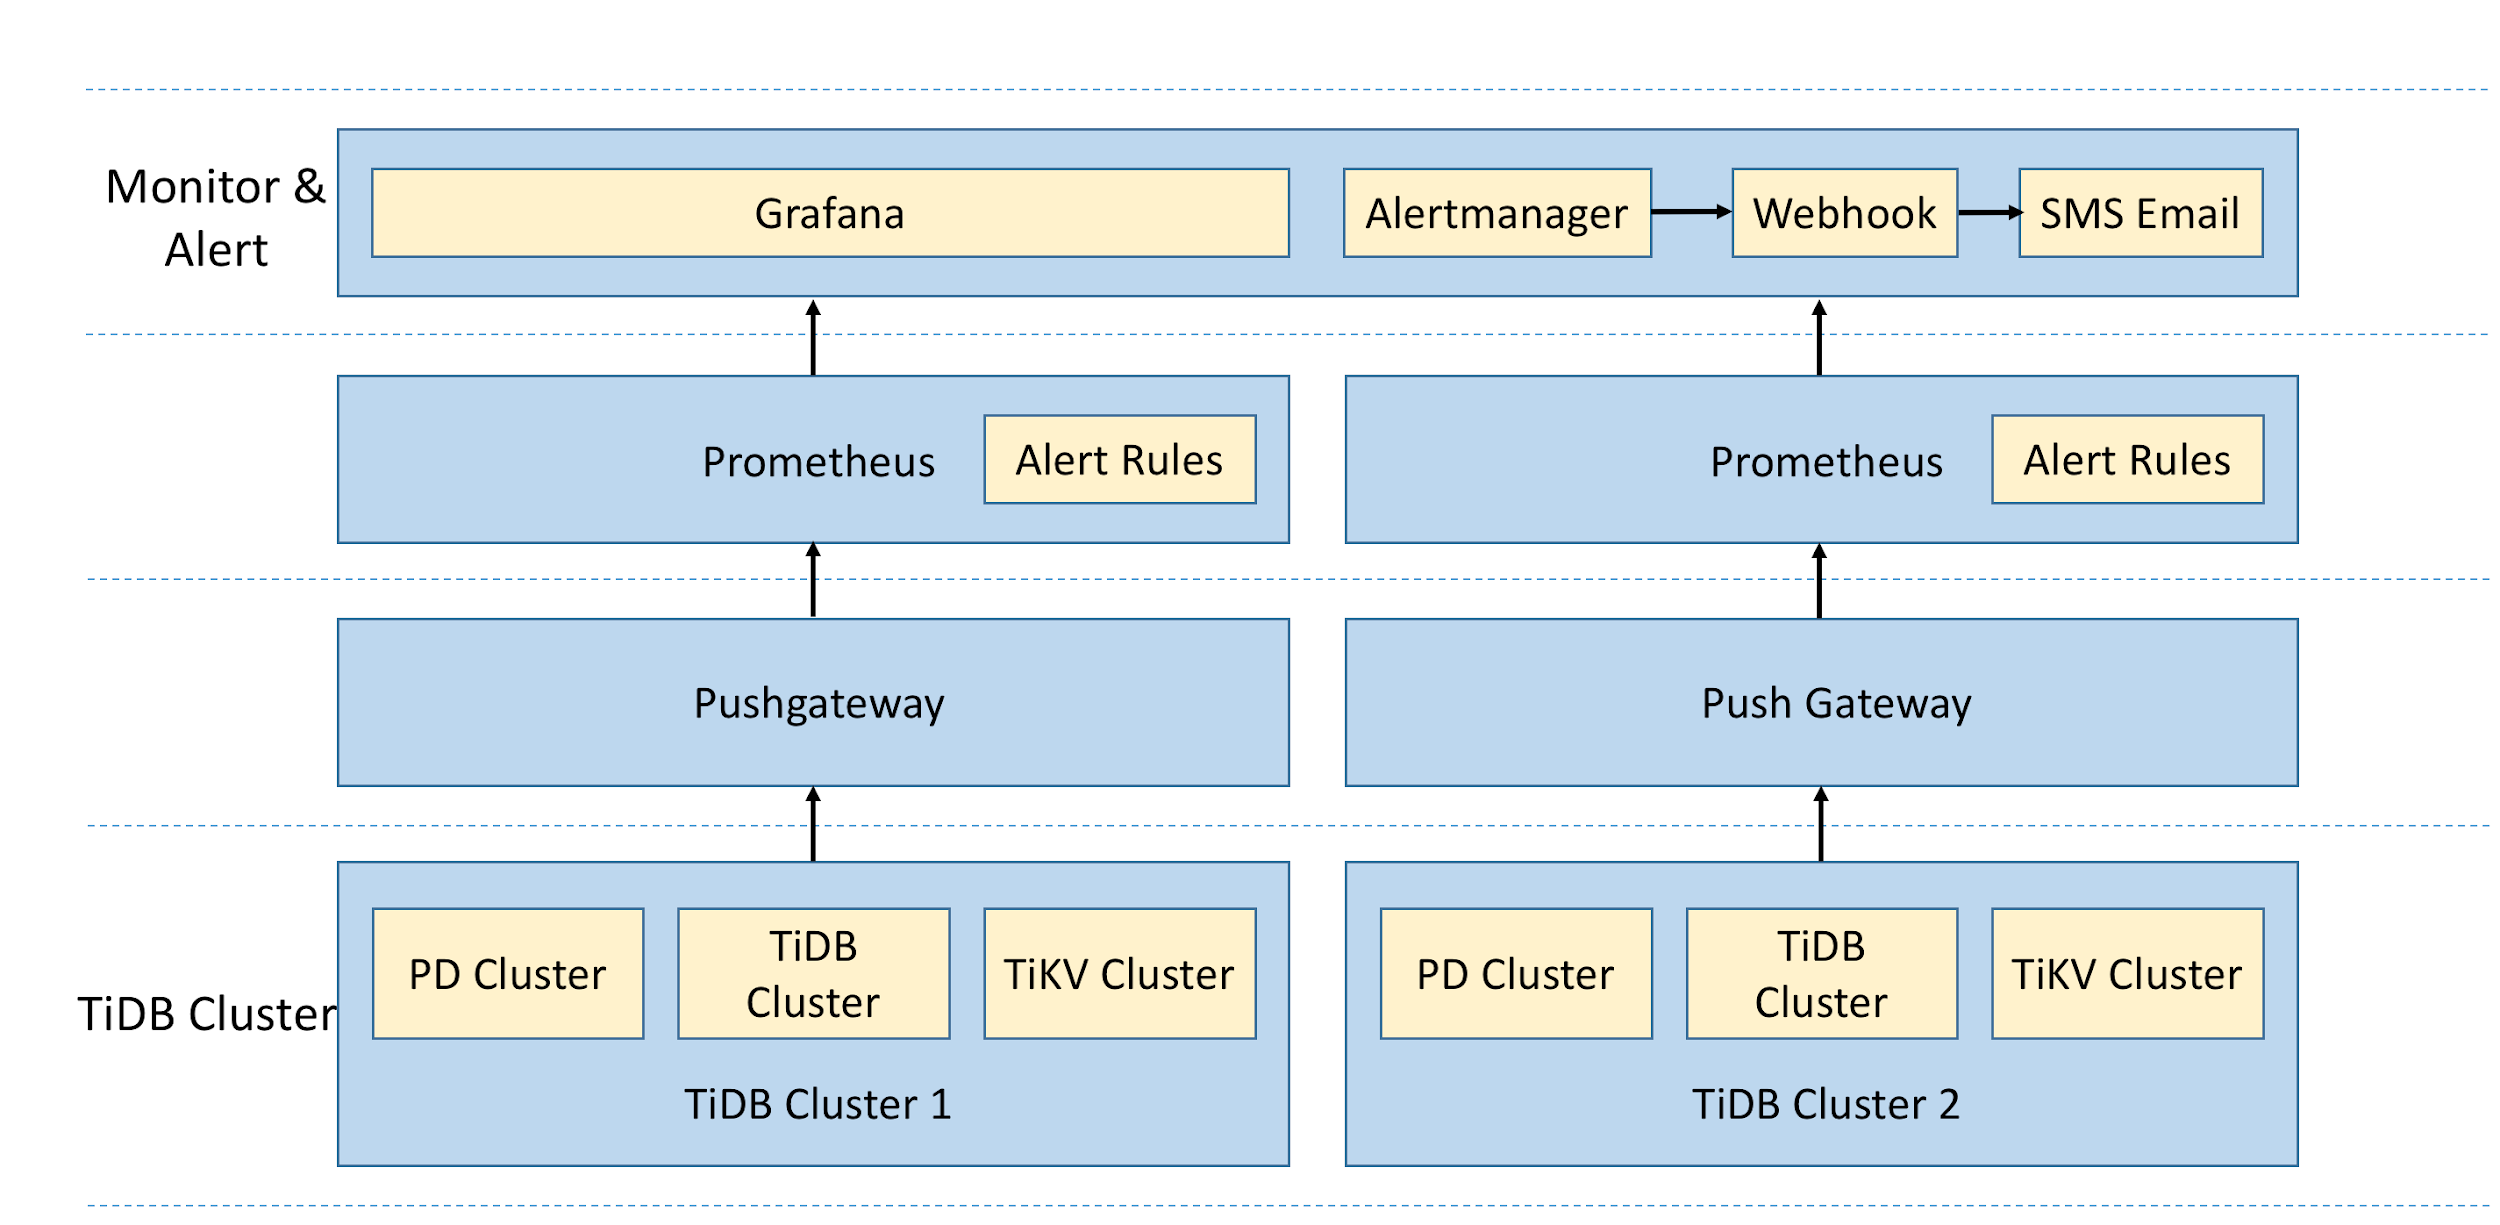 Monitor &
Alert
Grafana
Alertmanager
Webhook
SMS Email
Prometheus
Alert Rules
Prometheus
Alert Rules
Pushgateway
Push Gateway
TiDB Cluster
PD Cluster
TiDB
Cluster
TiKV Cluster
TiDB Cluster 1
PD Cluster
TiDB
Cluster
TiKV Cluster
TiDB Cluster 2